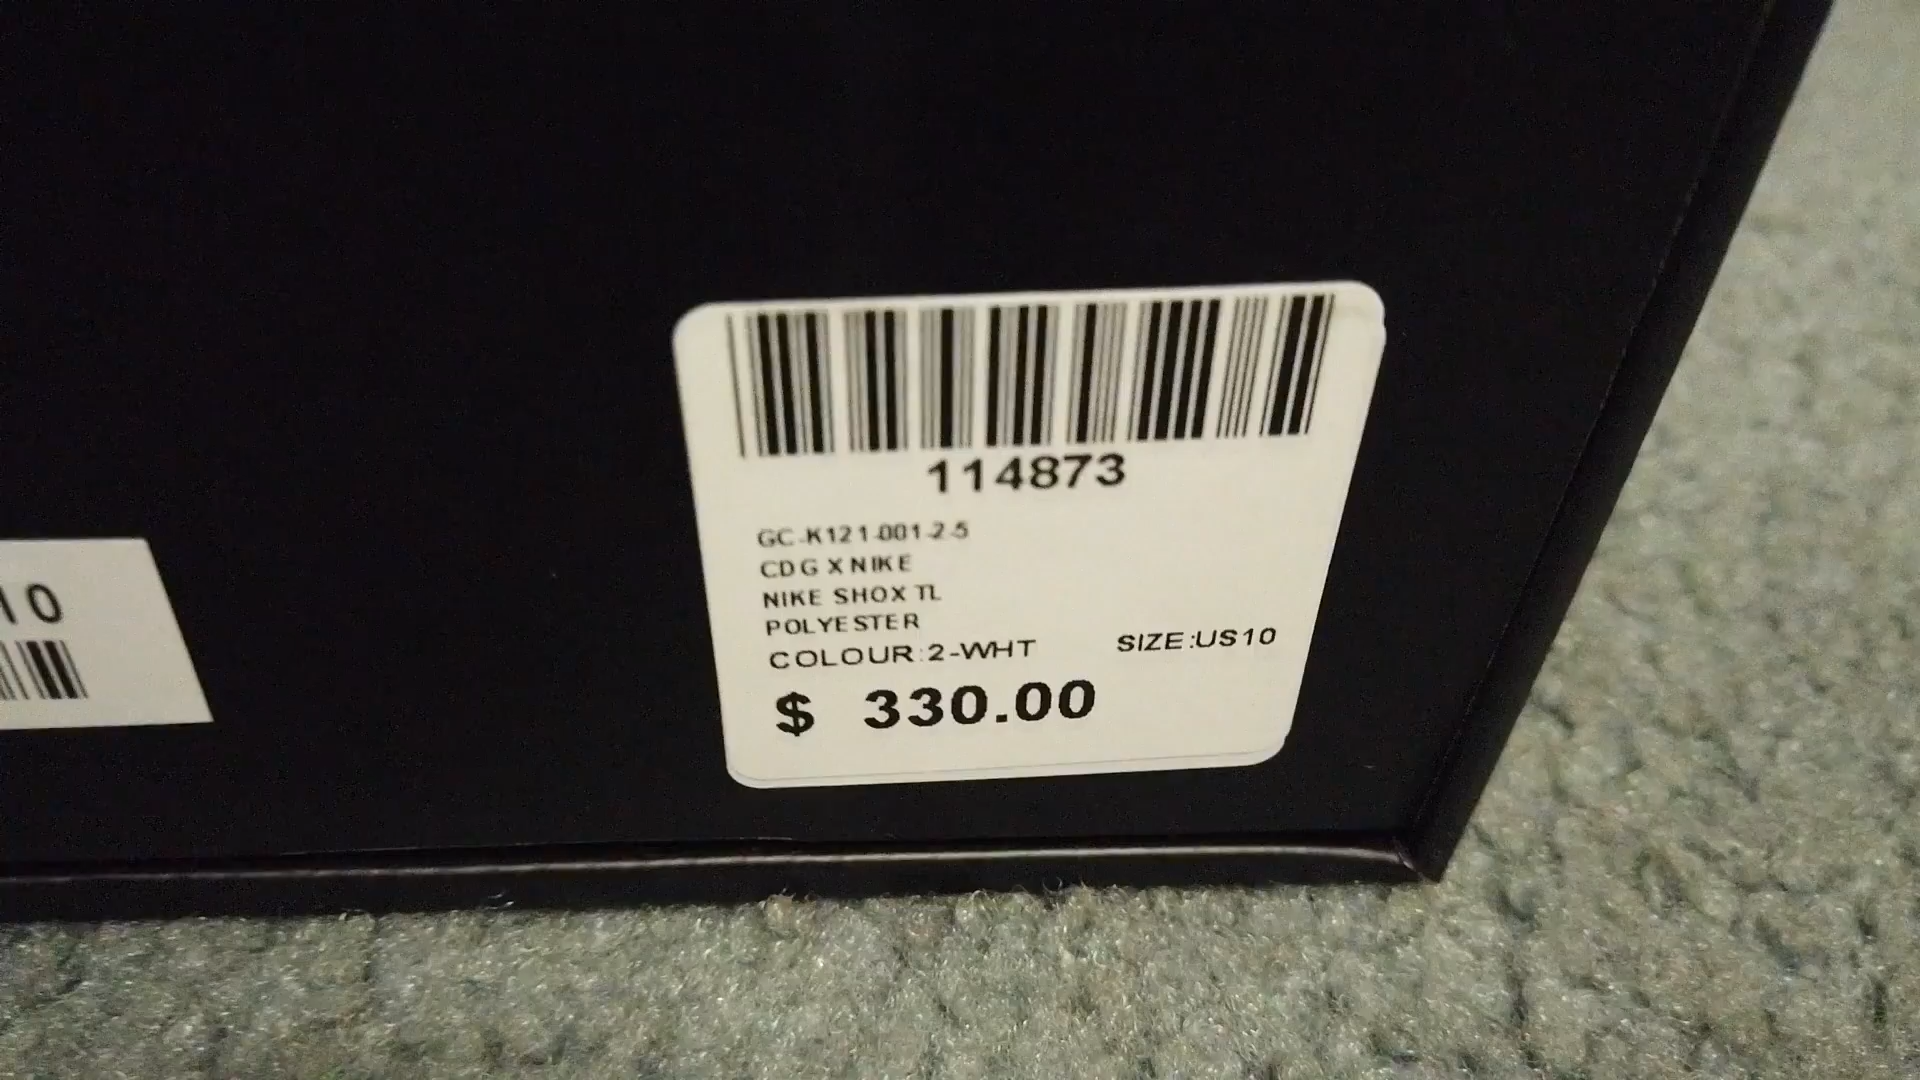 114873
GC-K121-001-2-5
CDG X NIKE
NIKE SHOX TL
POLYESTER
COLOUR:2-WHT SIZE:US10
$ 330.00
10